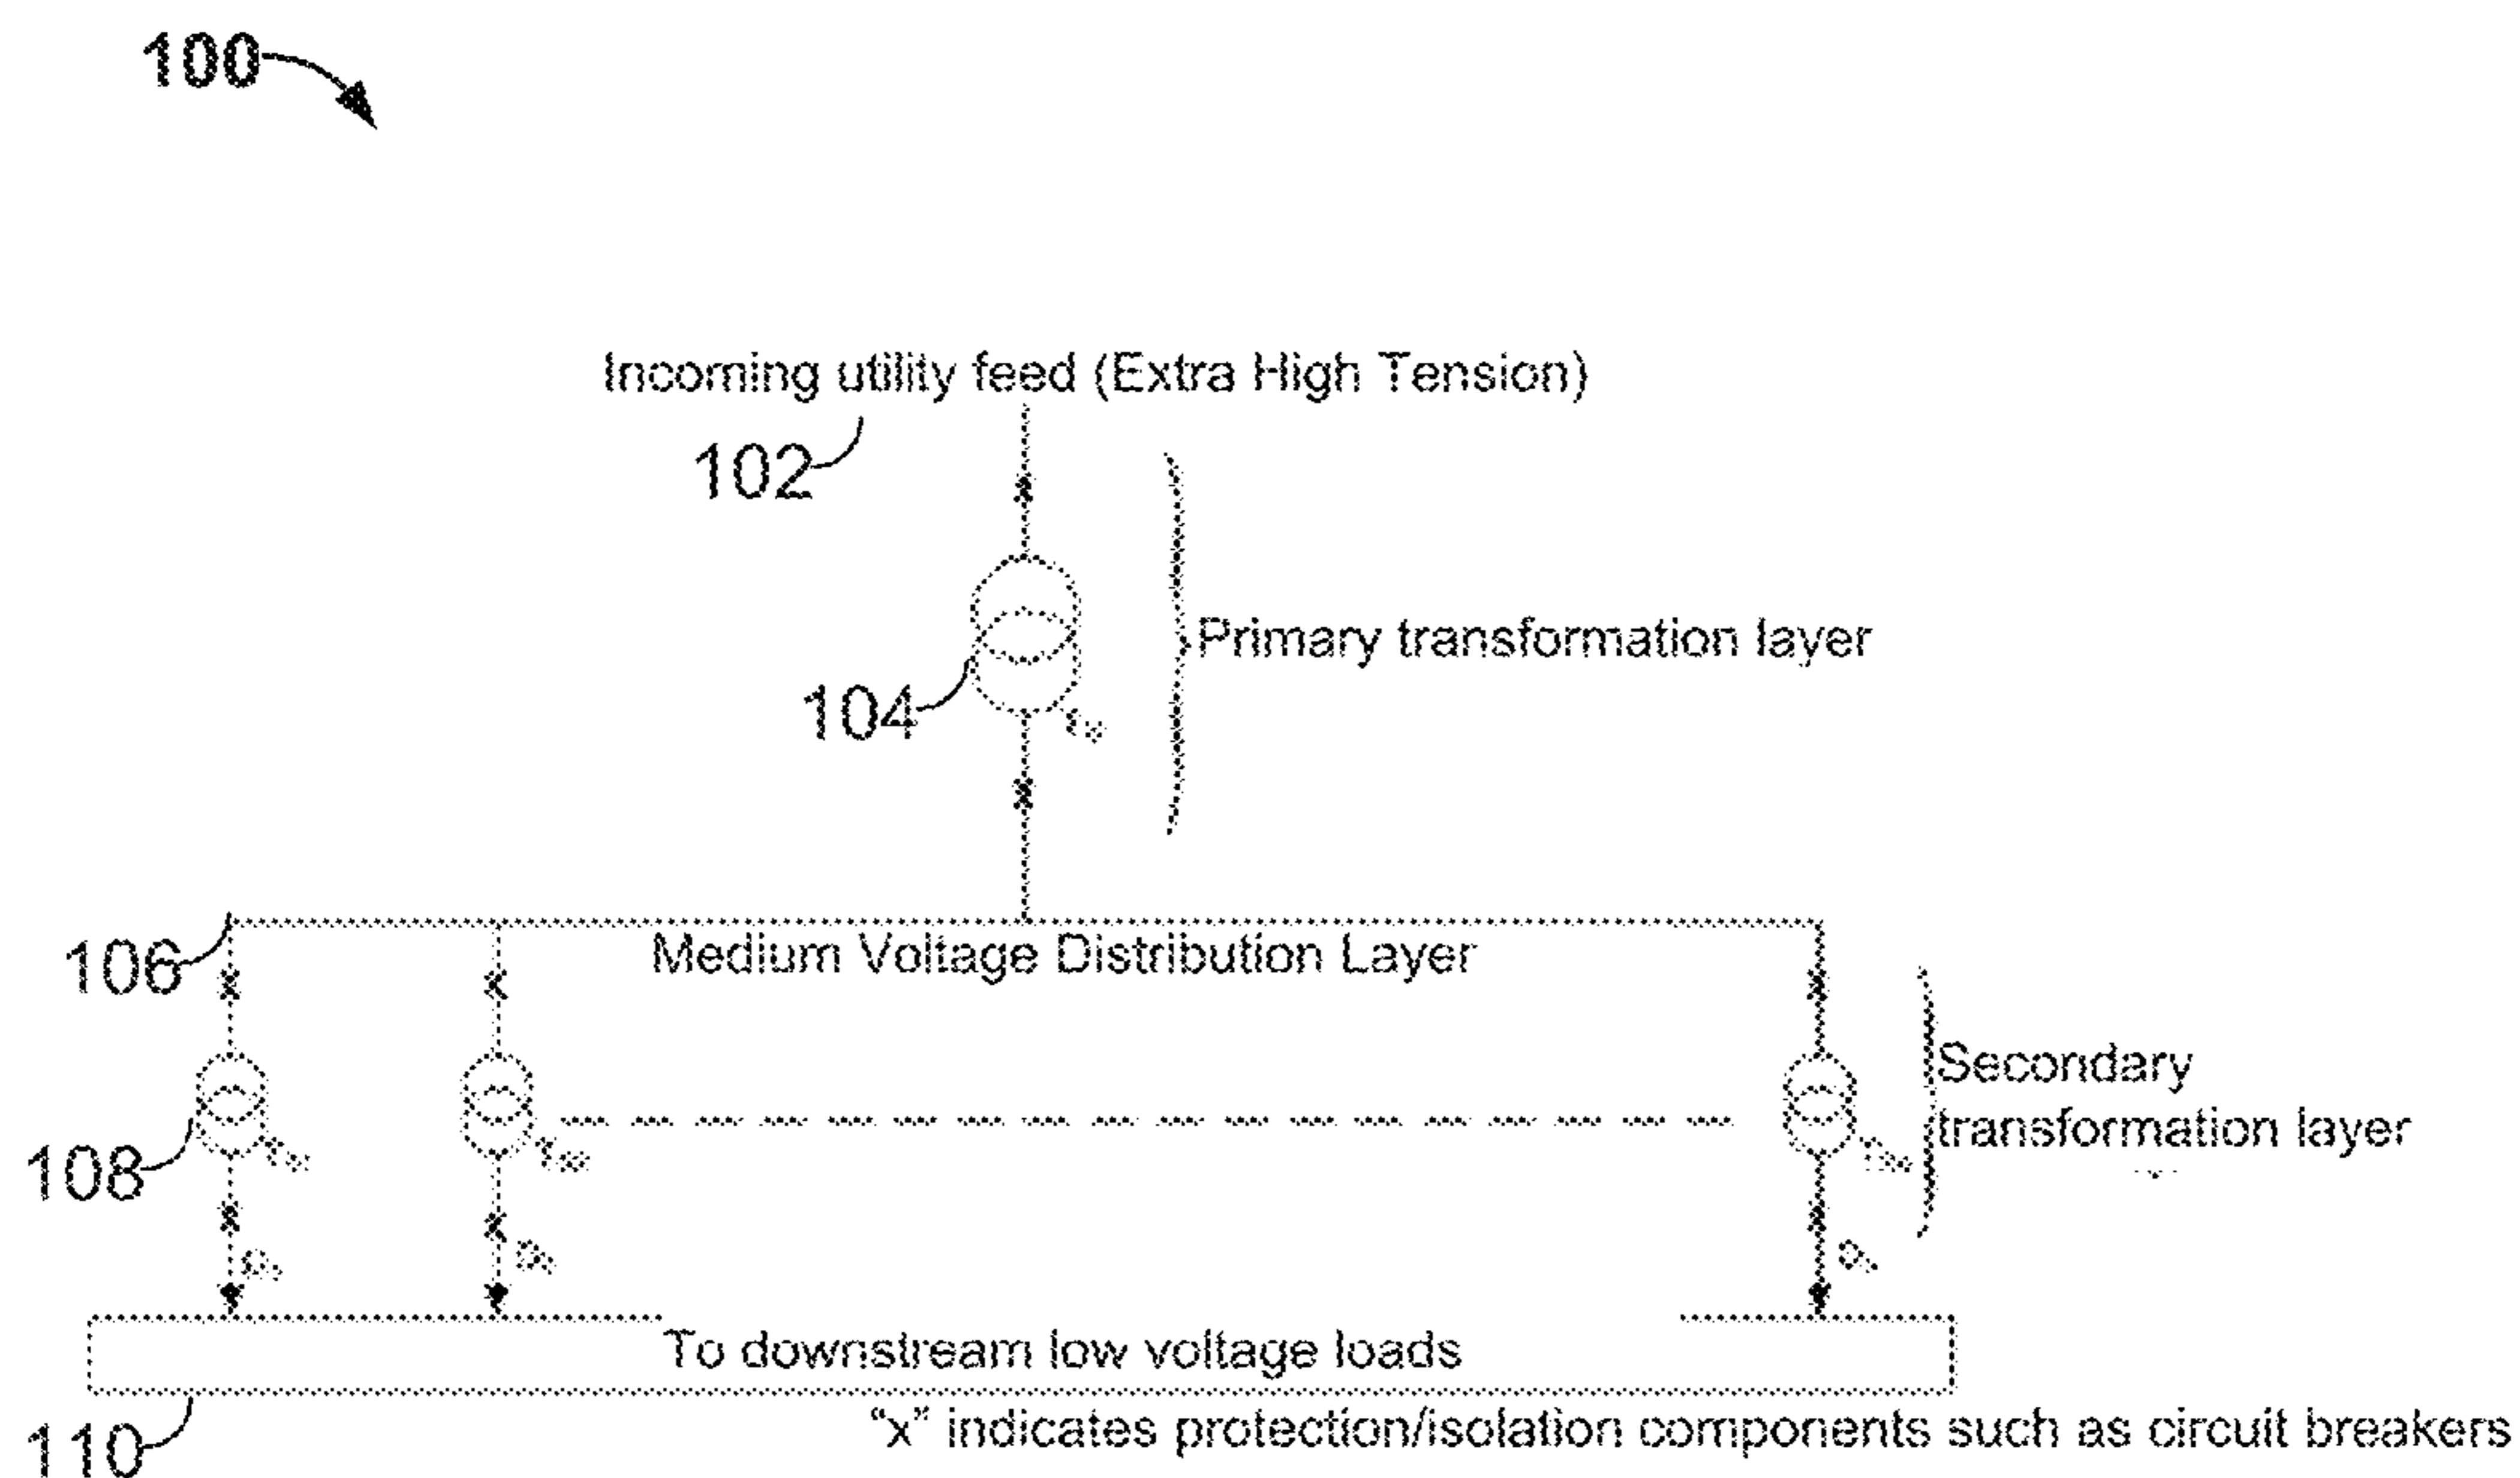 100
Incoming utility feed (Extra High Tension)
102
Primary transformation layer
104
106
Medium Voltage Distribution Layer
Secondary
transformation layer
108
To downstream low voltage loads
"x" indicates protection/isolation components such as circuit breakers
110